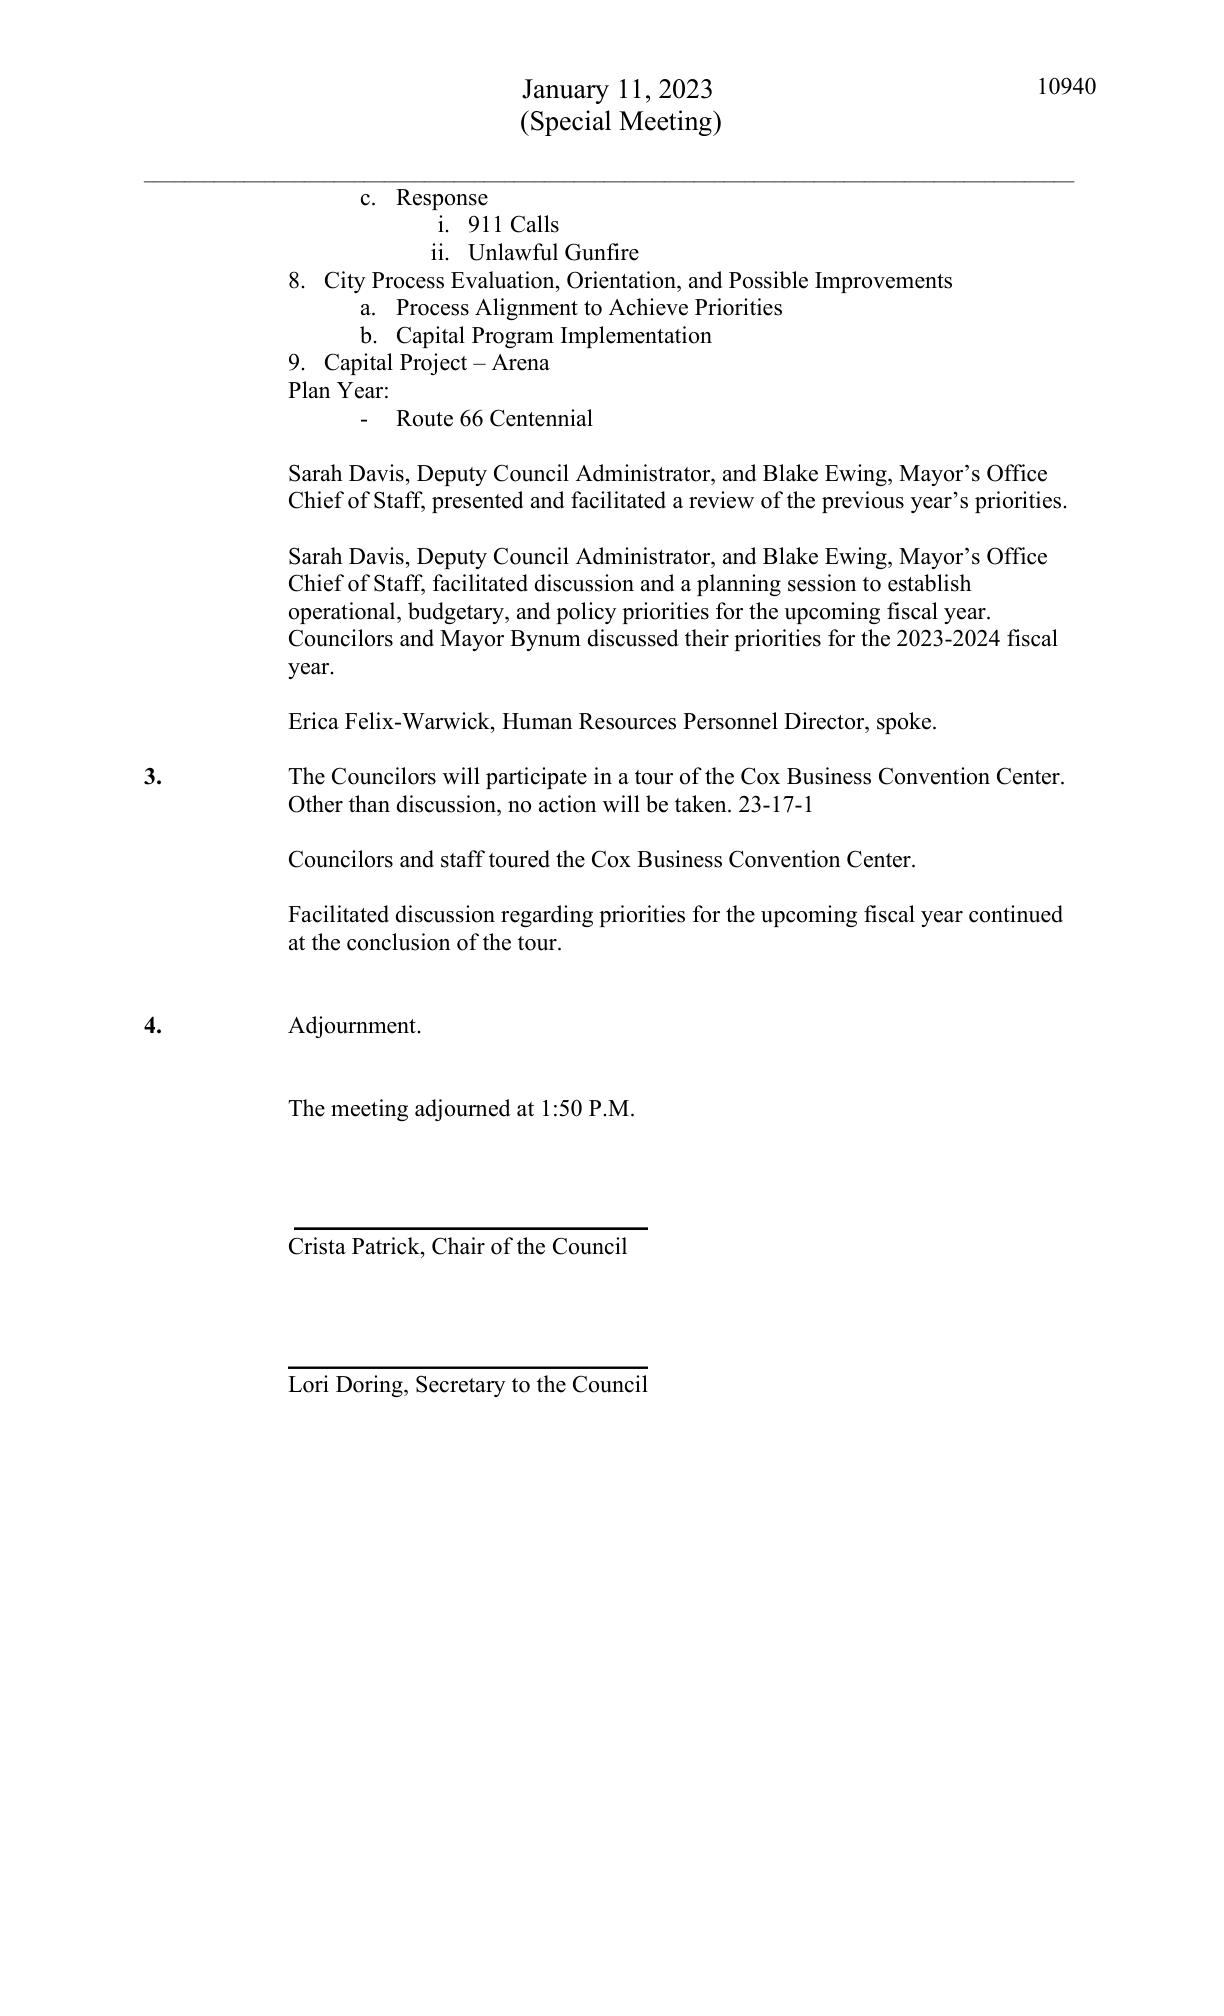 January 11, 2023
10940
(Special Meeting)
c. Response
i. 911 Calls
ii. Unlawful Gunfire
8. City Process Evaluation, Orientation, and Possible Improvements
a. Process Alignment to Achieve Priorities
b. Capital Program Implementation
9. Capital Project – Arena
Plan Year:
- Route 66 Centennial
Sarah Davis, Deputy Council Administrator, and Blake Ewing, Mayor’s Office
Chief of Staff, presented and facilitated a review of the previous year’s priorities.
Sarah Davis, Deputy Council Administrator, and Blake Ewing, Mayor’s Office
Chief of Staff, facilitated discussion and a planning session to establish
operational, budgetary, and policy priorities for the upcoming fiscal year.
Councilors and Mayor Bynum discussed their priorities for the 2023-2024 fiscal
year.
Erica Felix-Warwick, Human Resources Personnel Director, spoke.
3. The Councilors will participate in a tour of the Cox Business Convention Center.
Other than discussion, no action will be taken. 23-17-1
Councilors and staff toured the Cox Business Convention Center.
Facilitated discussion regarding priorities for the upcoming fiscal year continued
at the conclusion of the tour.
4. Adjournment.
The meeting adjourned at 1:50 P.M.
Crista Patrick, Chair of the Council
Lori Doring, Secretary to the Council